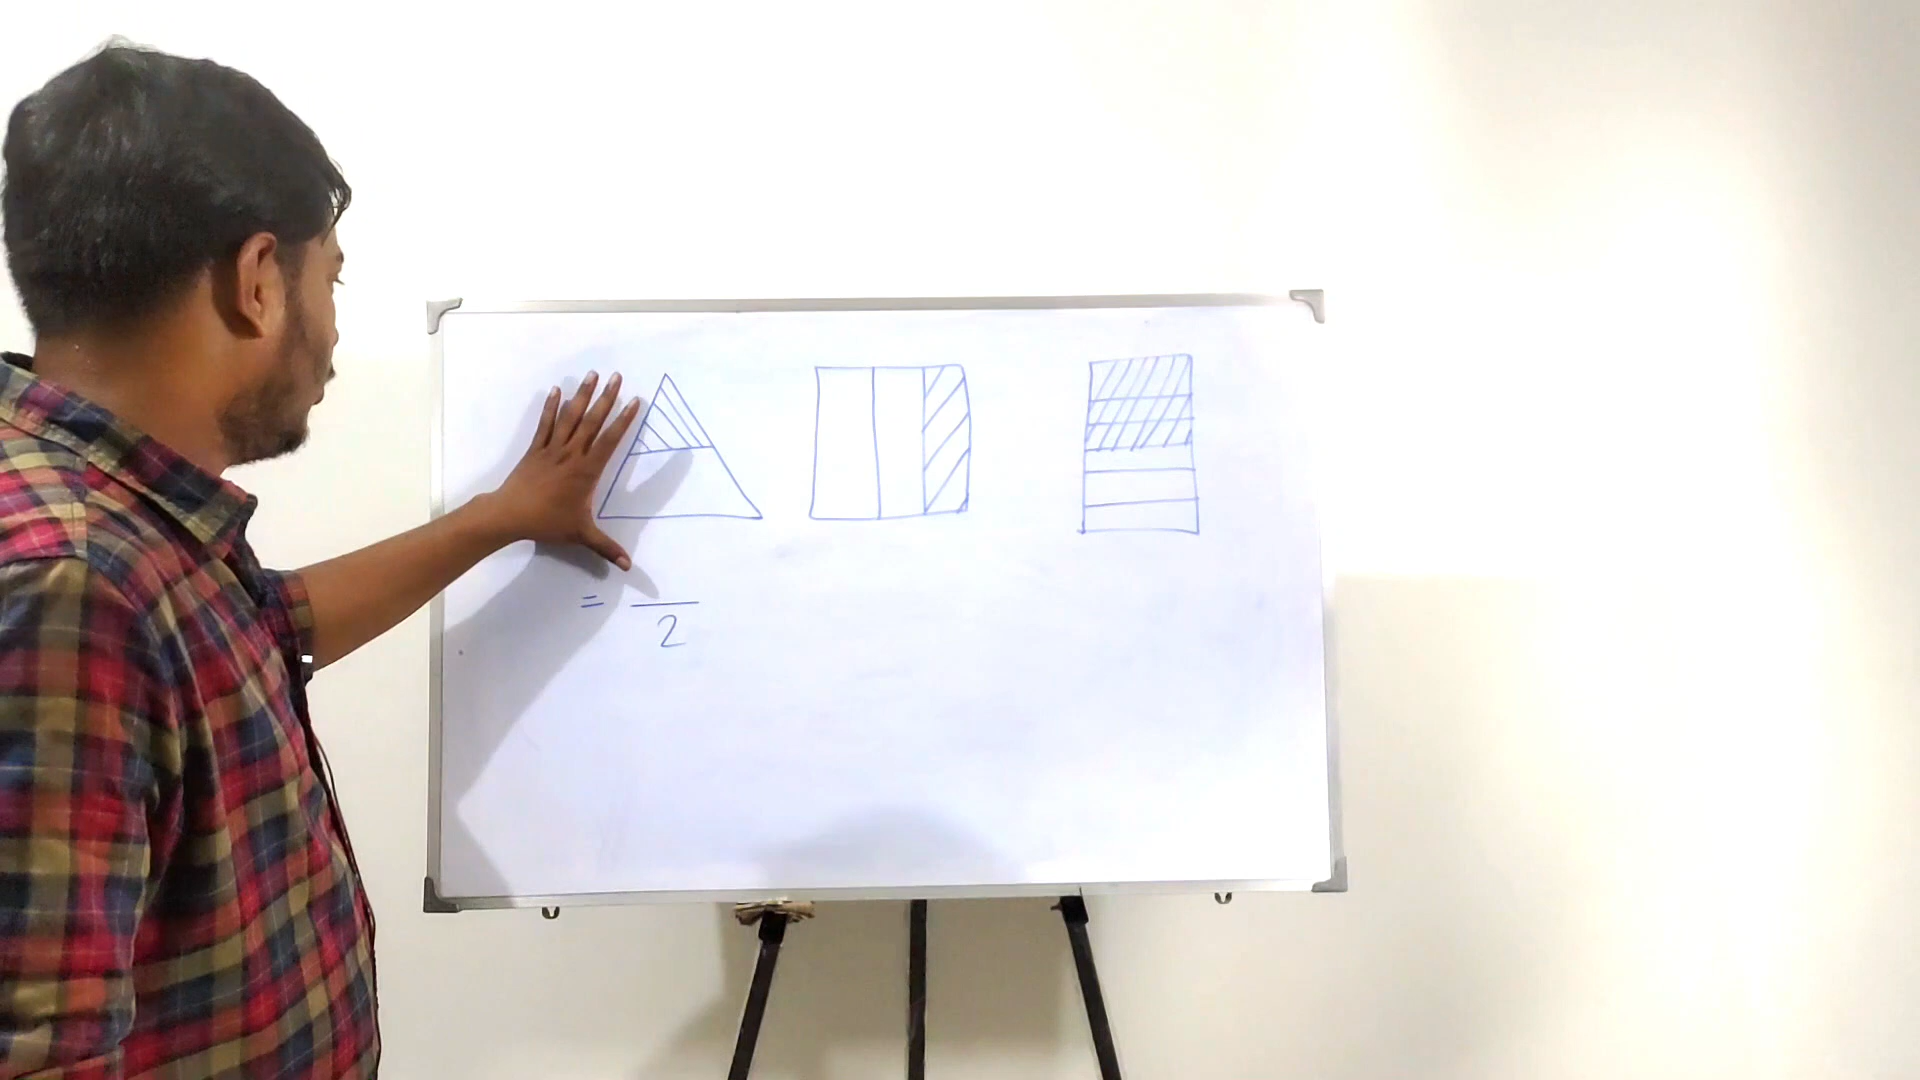 = —
2